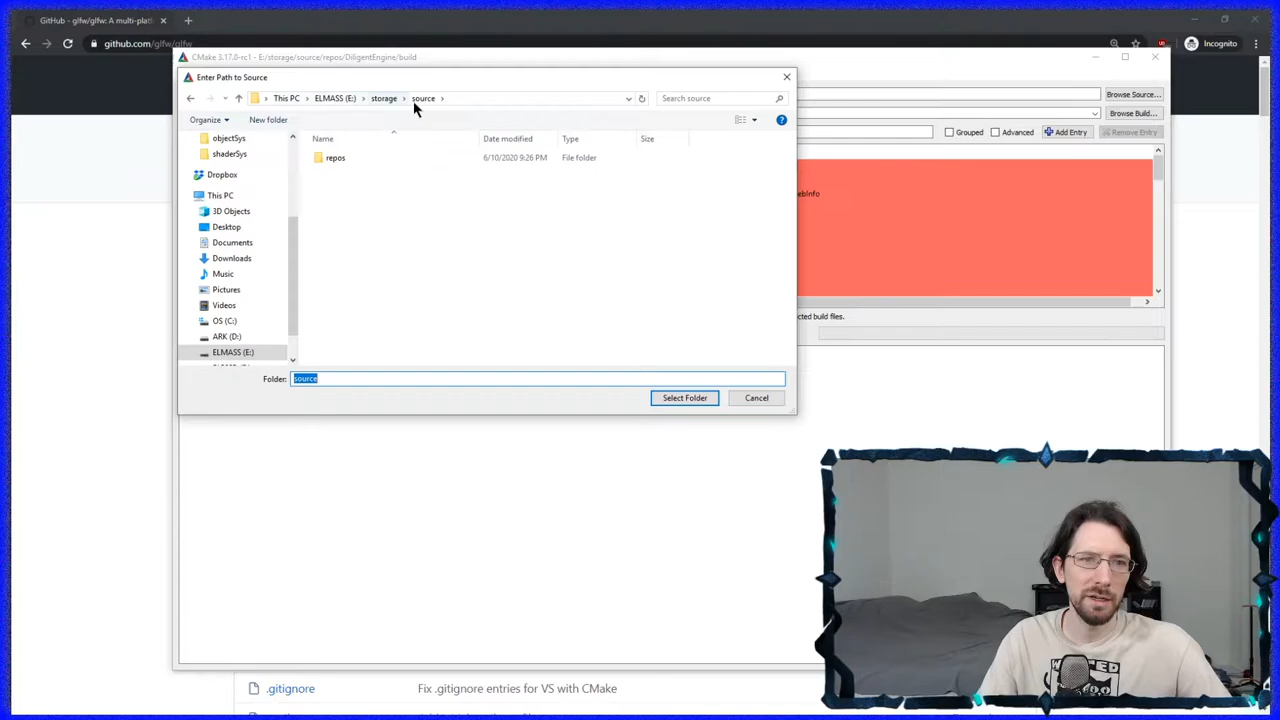 GitHub - glfw/glfw: A multi-plat
github.com/glfw/glfw
Incognito
CMake 3.17.0-rc1 - E:/storage/source/repos/DiligentEngine/build
Enter Path to Source
This PC
ELMASS (E:)
storage
source
Search source
Browse Source...
Browse Build...
Organize
New folder
Grouped
Advanced
Add Entry
Remove Entry
objectSys
shaderSys
Dropbox
This PC
3D Objects
Desktop
Documents
Downloads
Music
Pictures
Videos
OS (C:)
ARK (D:)
ELMASS (E:)
Name
Date modified
Type
Size
repos
6/10/2020 9:26 PM
File folder
ebInfo
cted build files.
Folder:
source
Select Folder
Cancel
.gitignore
Fix .gitignore entries for VS with CMake